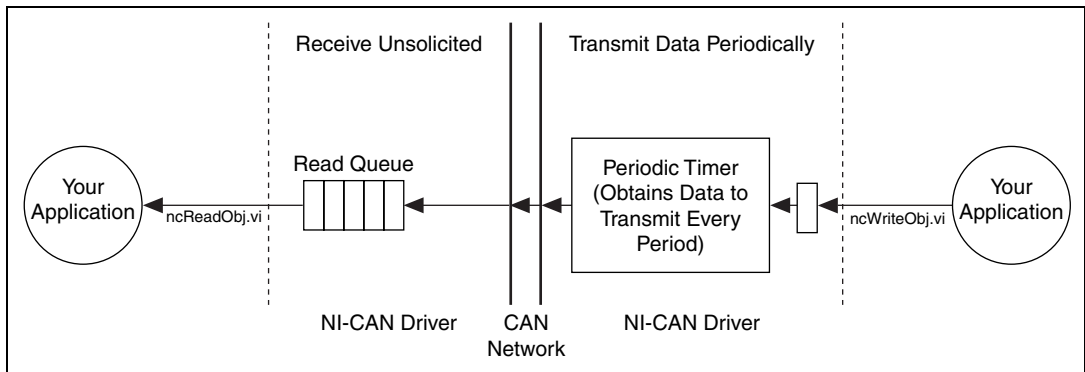 Receive Unsolicited
Transmit Data Periodically
Your
Application
ncReadObj.vi
Read Queue
Periodic Timer
(Obtains Data to
Transmit Every
Period)
ncWriteObj.vi
Your
Application
NI-CAN Driver
CAN
Network
NI-CAN Driver